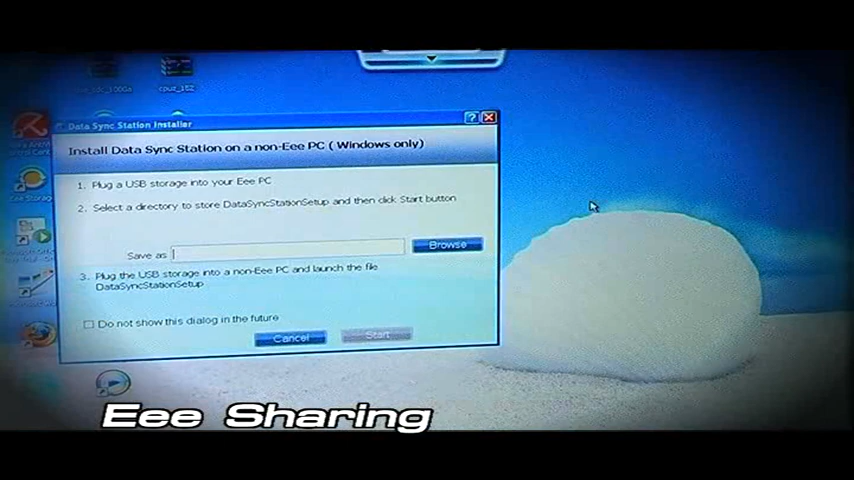 cpuz_152
Data Sync Station Installer
Install Data Sync Station on a non-Eee PC ( Windows only)
1. Plug a USB storage into your Eee PC
2. Select a directory to store DataSyncStationSetup and then click Start button
Save as
Browse
3. Plug the USB storage into a non-Eee PC and launch the file
DataSyncStationSetup
Do not show this dialog in the future
Cancel
Start
Eee Storage
Eee Sharing